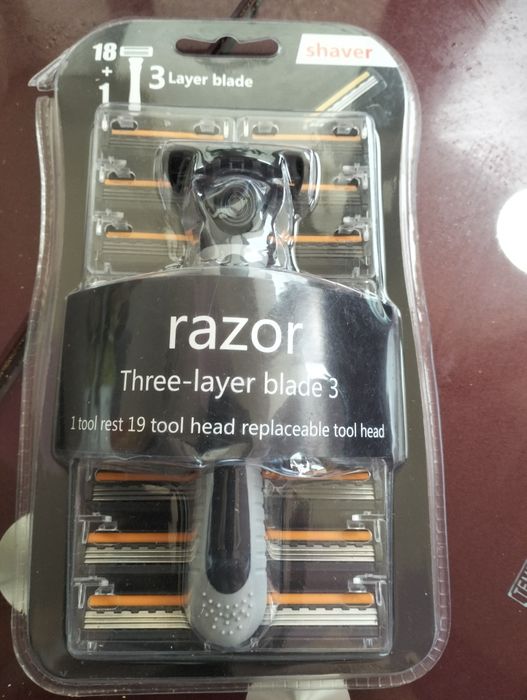 18
+
1
3 Layer blade
shaver
razor
Three-layer blade 3
1 tool rest 19 tool head replaceable tool head